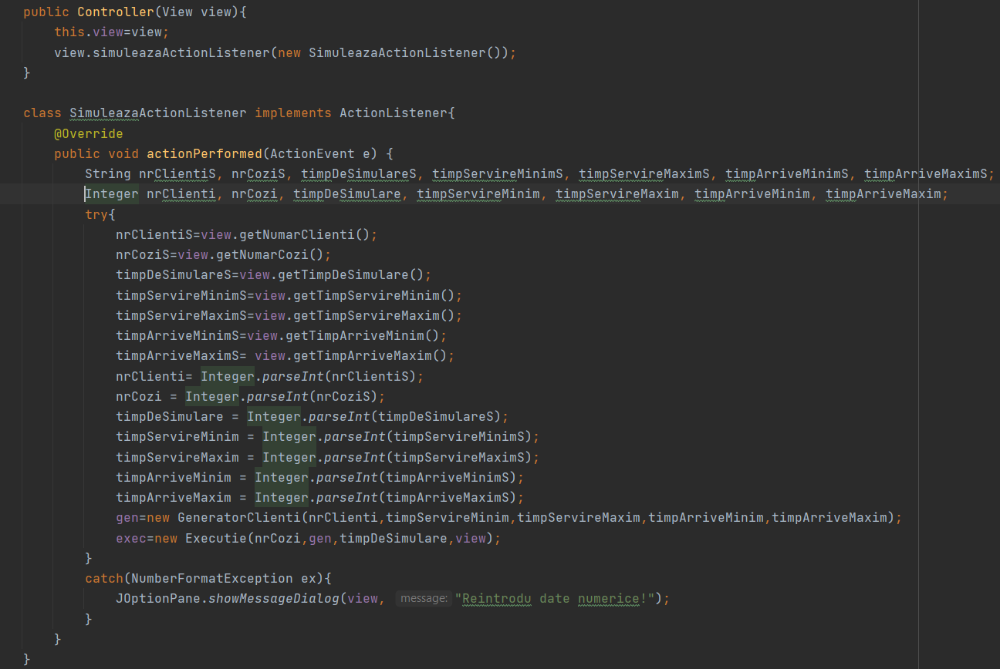 public Controller(View view){
this.view=view;
view.simuleazaActionListener(new SimuleazaActionListener());
}
class SimuleazaActionListener implements ActionListener{
@Override
public void actionPerformed(ActionEvent e) {
String nrClientiS, nrCoziS, timpDeSimulareS, timpServireMinimS, timpServireMaximS, timpArriveMinimS, timpArriveMaximS;
Integer nrClienti, nrCozi, timpDeSimulare, timpServireMinim, timpServireMaxim, timpArriveMinim, timpArriveMaxim;
try{
nrClientiS=view.getNumarClienti();
nrCoziS=view.getNumarCozi();
timpDeSimulareS=view.getTimpDeSimulare();
timpServireMinimS=view.getTimpServireMinim();
timpServireMaximS=view.getTimpServireMaxim();
timpArriveMinimS=view.getTimpArriveMinim();
timpArriveMaximS= view.getTimpArriveMaxim();
nrClienti= Integer.parseInt(nrClientiS);
nrCozi = Integer.parseInt(nrCoziS);
timpDeSimulare = Integer.parseInt(timpDeSimulareS);
timpServireMinim = Integer.parseInt(timpServireMinimS);
timpServireMaxim = Integer.parseInt(timpServireMaximS);
timpArriveMinim = Integer.parseInt(timpArriveMinimS);
timpArriveMaxim = Integer.parseInt(timpArriveMaximS);
gen=new GeneratorClienti(nrClienti,timpServireMinim,timpServireMaxim,timpArriveMinim,timpArriveMaxim);
exec=new Executie(nrCozi,gen,timpDeSimulare,view);
}
catch(NumberFormatException ex){
JOptionPane.showMessageDialog(view, message: "Reintrodu date numerice!");
}
}
}